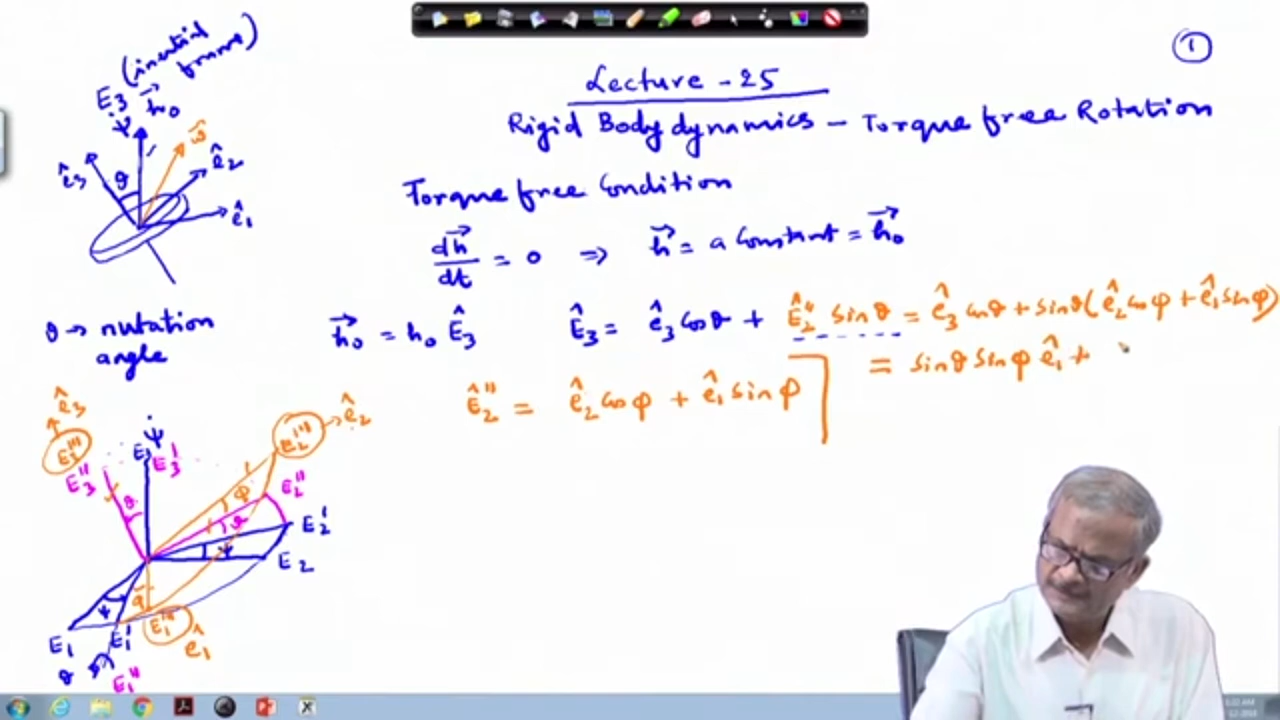 ①
Lecture - 25
Rigid Body dynamics - Torque free Rotation
(inertial frame)
E3 h⃗₀
ψ̇
ω⃗
ê₃ θ ê₂
ê₁
Torque free Condition
dh⃗/dt = 0 ⇒ h⃗ = a constant = h⃗₀
θ → nutation angle
h⃗₀ = h₀ Ê₃ Ê₃ = ê₃ cosθ + Ê₂'' sinθ = ê₃ cosθ + sinθ(ê₂ cosφ + ê₁ sinφ)
= sinθ sinφ ê₁ +
Ê₂'' = ê₂ cosφ + ê₁ sinφ
ê₃
E₃''' ψ̇ E₂''' → ê₂
E₃ E₃'
E₃'' θ φ E₂''
θ E₂'
ψ E₂
ψ φ
E₁ E₁' E₁''' ê₁
θ E₁''